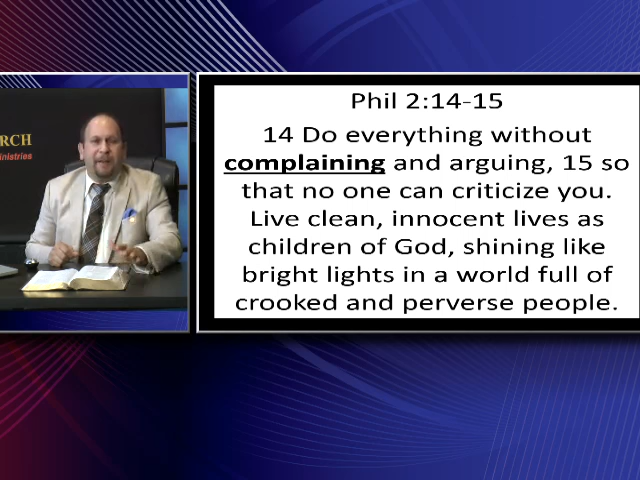 RCH
inistries
Phil 2:14-15
14 Do everything without
complaining and arguing, 15 so
that no one can criticize you.
Live clean, innocent lives as
children of God, shining like
bright lights in a world full of
crooked and perverse people.